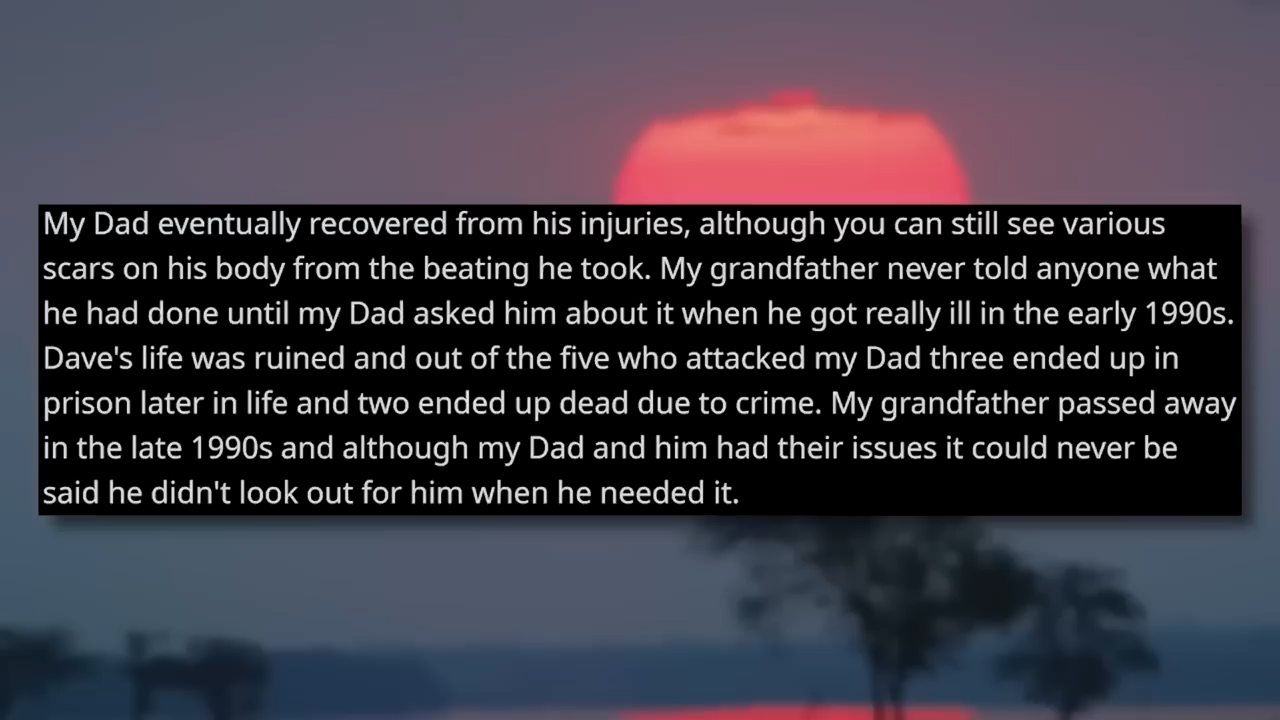 My Dad eventually recovered from his injuries, although you can still see various
scars on his body from the beating he took. My grandfather never told anyone what
he had done until my Dad asked him about it when he got really ill in the early 1990s.
Dave's life was ruined and out of the five who attacked my Dad three ended up in
prison later in life and two ended up dead due to crime. My grandfather passed away
in the late 1990s and although my Dad and him had their issues it could never be
said he didn't look out for him when he needed it.